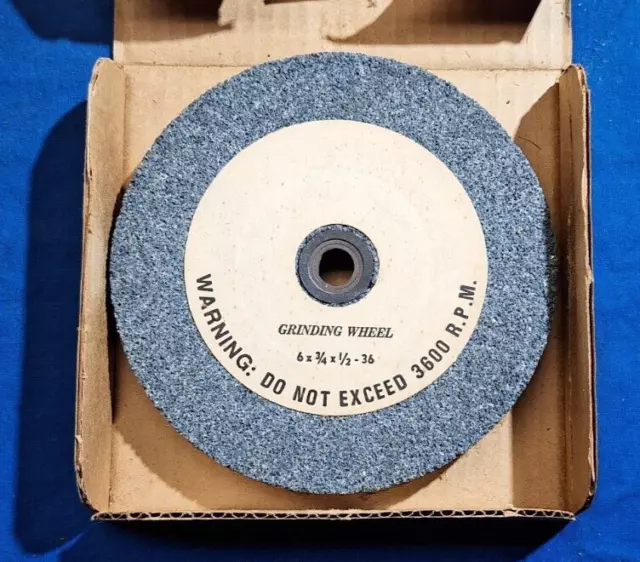 GRINDING WHEEL
6 x 3/4 x 1/2 - 36
WARNING: DO NOT EXCEED 3600 R.P.M.